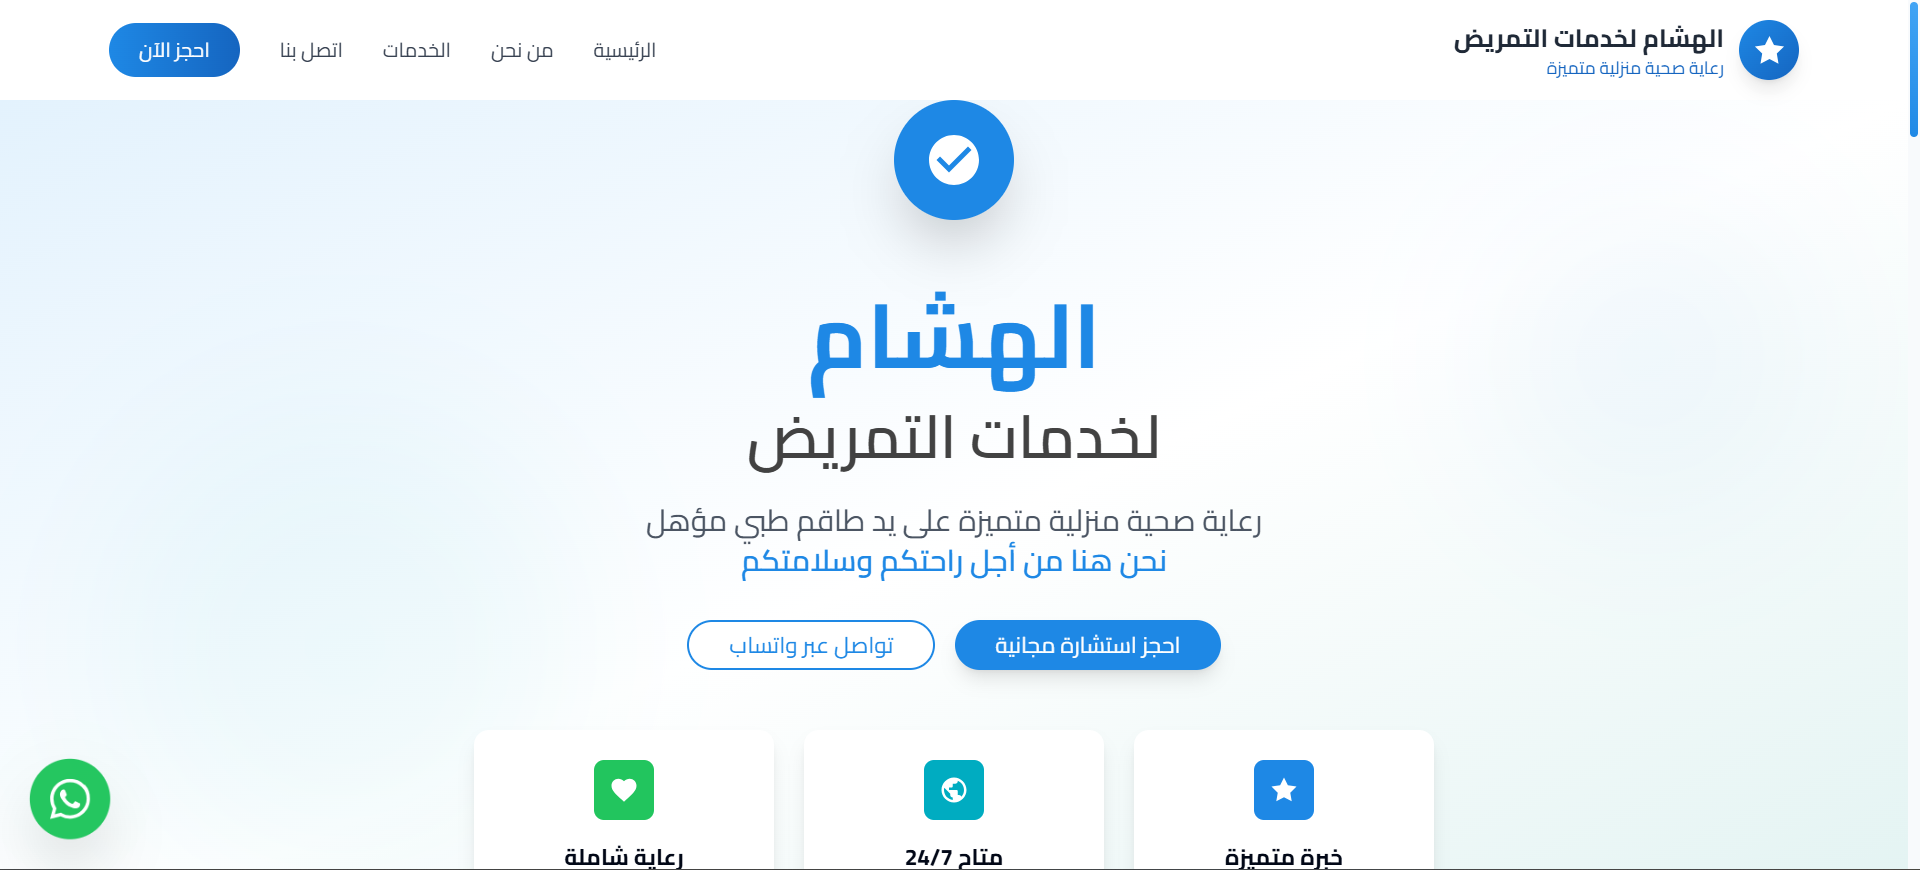 الهشام لخدمات التمريض
رعاية صحية منزلية متميزة
الرئيسية
من نحن
الخدمات
اتصل بنا
احجز الآن
الهشام
لخدمات التمريض
رعاية صحية منزلية متميزة على يد طاقم طبي مؤهل
نحن هنا من أجل راحتكم وسلامتكم
احجز استشارة مجانية
تواصل عبر واتساب
خبرة متميزة
متاح 24/7
رعاية شاملة